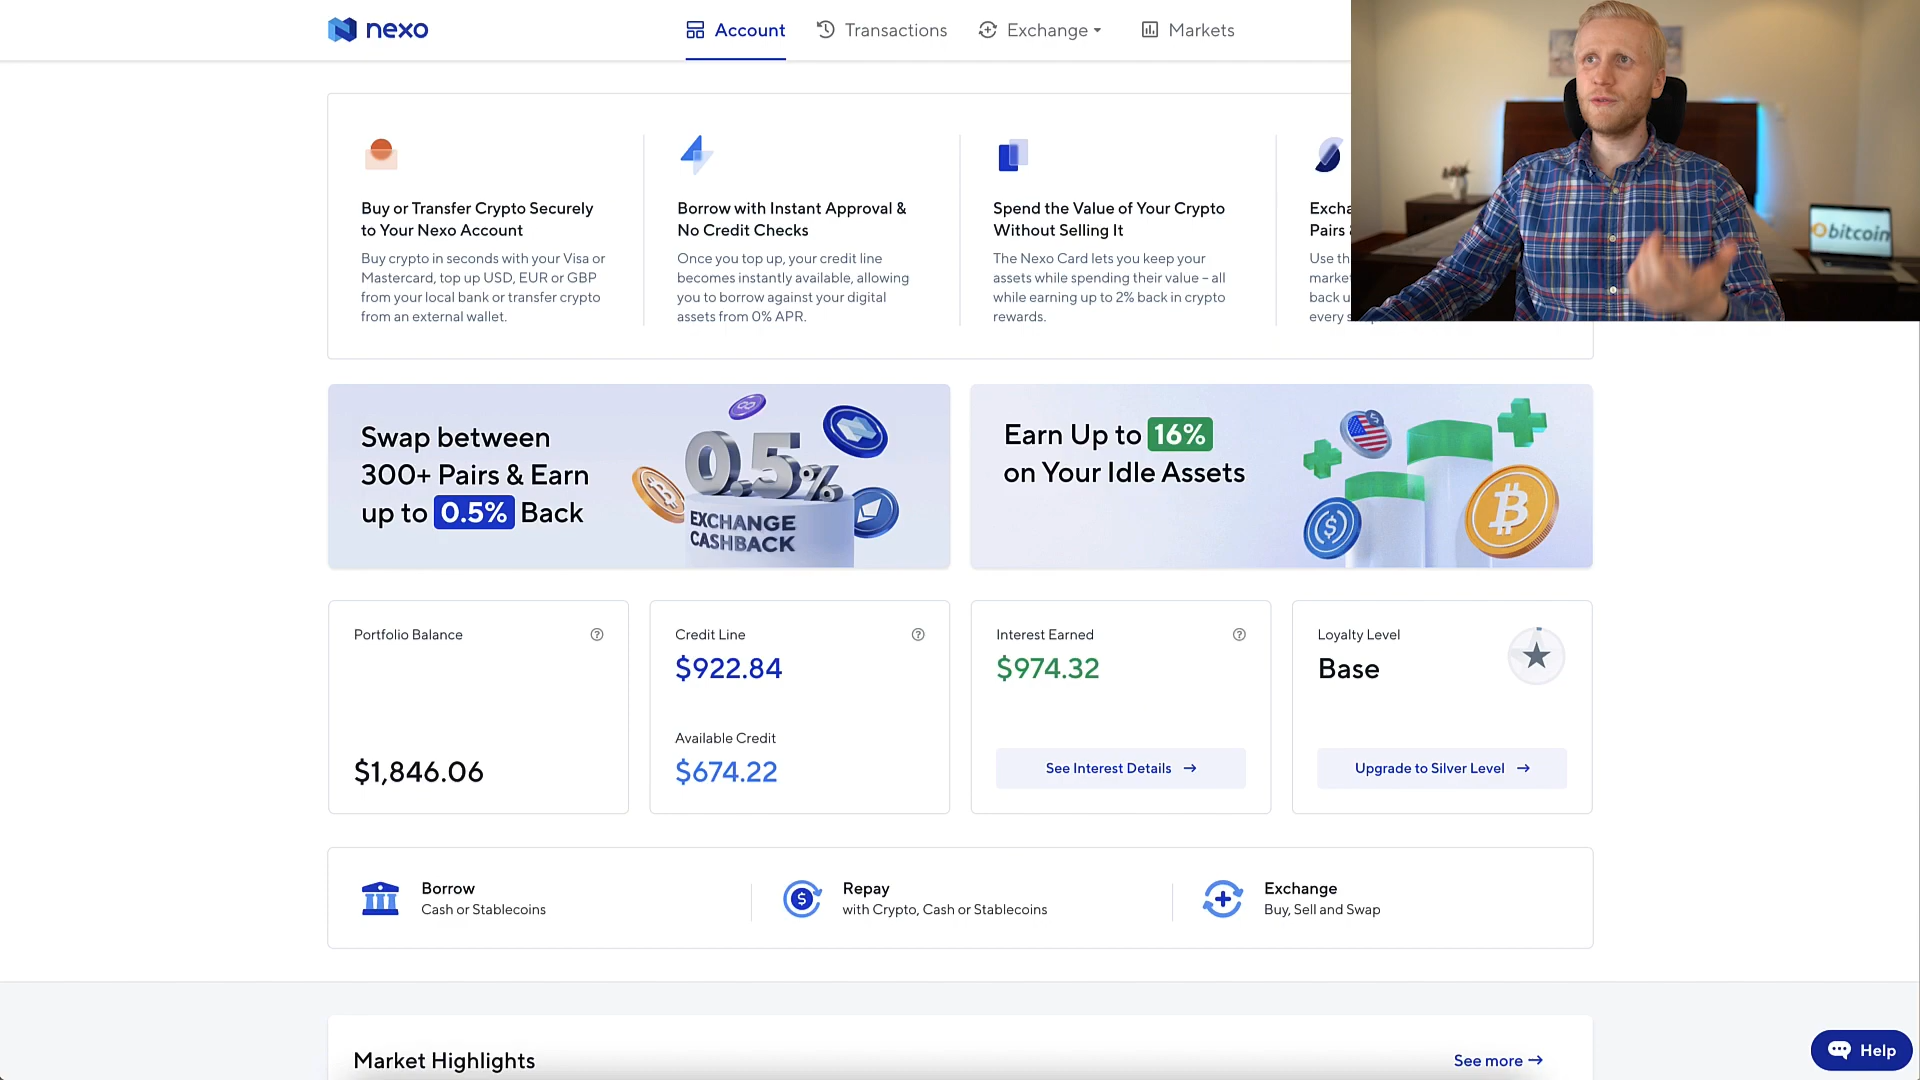 nexo
Account
Transactions
Exchange
Markets
Buy or Transfer Crypto Securely
to Your Nexo Account
Buy crypto in seconds with your Visa or
Mastercard, top up USD, EUR or GBP
from your local bank or transfer crypto
from an external wallet.
Borrow with Instant Approval &
No Credit Checks
Once you top up, your credit line
becomes instantly available, allowing
you to borrow against your digital
assets from 0% APR.
Spend the Value of Your Crypto
Without Selling It
The Nexo Card lets you keep your
assets while spending their value – all
while earning up to 2% back in crypto
rewards.
Pairs
back
every
bitcoin
Swap between
300+ Pairs & Earn
up to 0.5% Back
0.5%
EXCHANGE
CASHBACK
Earn Up to 16%
on Your Idle Assets
Portfolio Balance
$1,846.06
Credit Line
$922.84
Available Credit
$674.22
Interest Earned
$974.32
See Interest Details
Loyalty Level
Base
Upgrade to Silver Level
Borrow
Cash or Stablecoins
Repay
with Crypto, Cash or Stablecoins
Exchange
Buy, Sell and Swap
Market Highlights
See more
Help